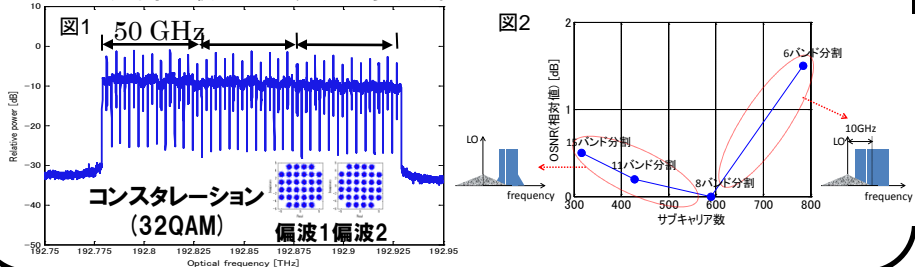 図1
50 GHz
10
0
-10
-20
-30
-40
-50
Relative power [dB]
192.75
192.775
192.8
192.825
192.85
192.875
192.9
192.925
192.95
Optical frequency [THz]
コンスタレーション
(32QAM)
偏波1
偏波2
図2
2
1
0
OSNR(相対値) [dB]
300
400
500
600
700
800
サブキャリア数
15バンド分割
11バンド分割
8バンド分割
6バンド分割
LO
frequency
10GHz
LO
frequency